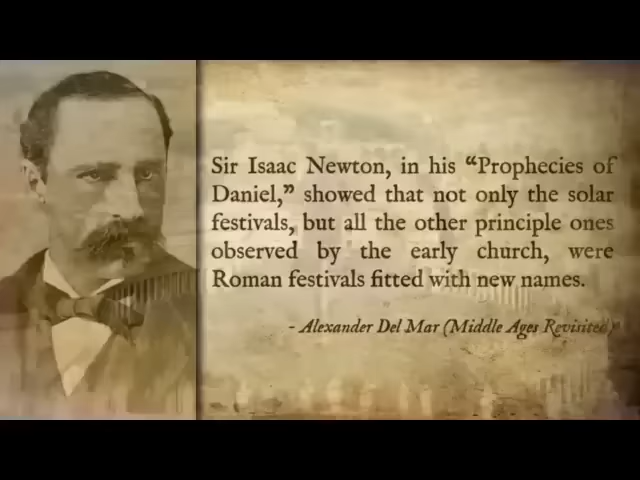 Sir Isaac Newton, in his “Prophecies of
Daniel,” showed that not only the solar
festivals, but all the other principle ones
observed by the early church, were
Roman festivals fitted with new names.
- Alexander Del Mar (Middle Ages Revisited)